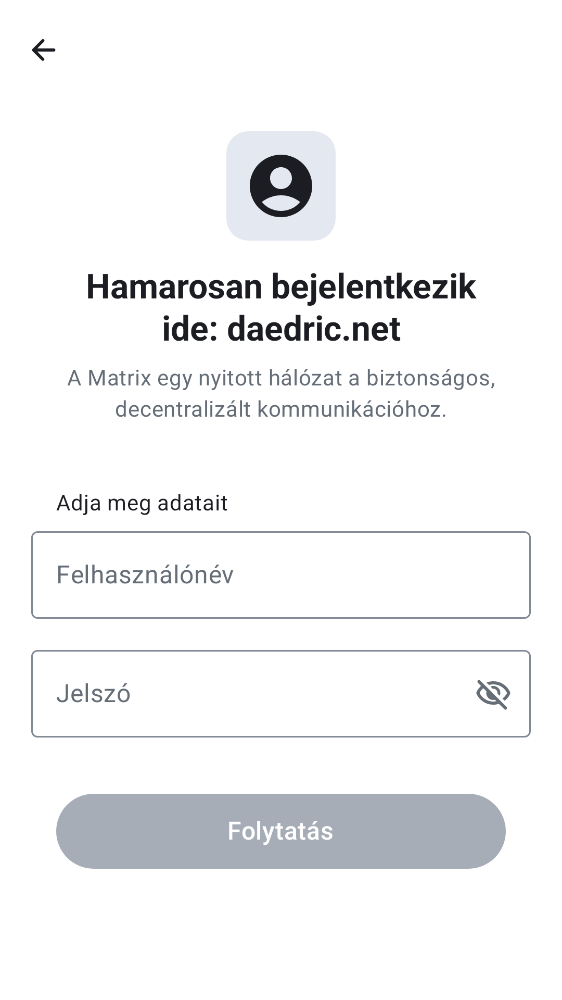 Hamarosan bejelentkezik
ide: daedric.net
A Matrix egy nyitott hálózat a biztonságos,
decentralizált kommunikációhoz.
Adja meg adatait
Felhasználónév
Jelszó
Folytatás